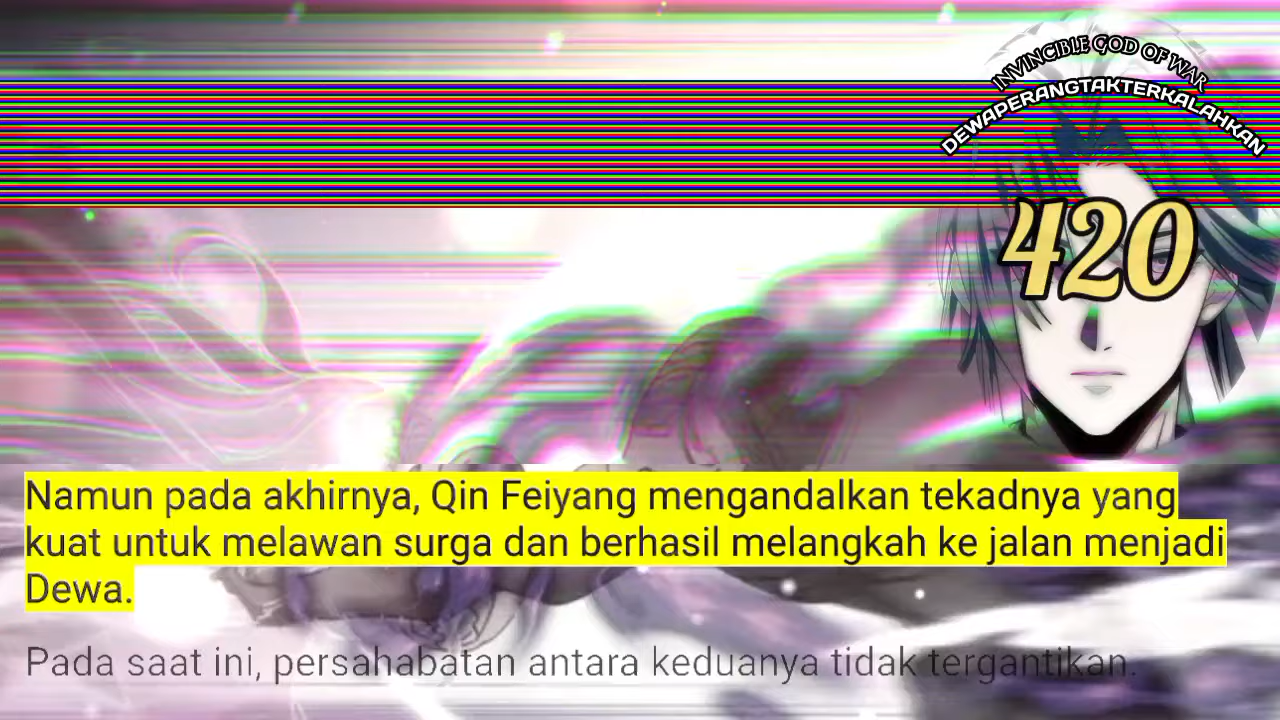 INVINCIBLE GOD OF WAR
DEWAPERANGTAKTERKALAHKAN
420
Namun pada akhirnya, Qin Feiyang mengandalkan tekadnya yang
kuat untuk melawan surga dan berhasil melangkah ke jalan menjadi
Dewa.
Pada saat ini, persahabatan antara keduanya tidak tergantikan.